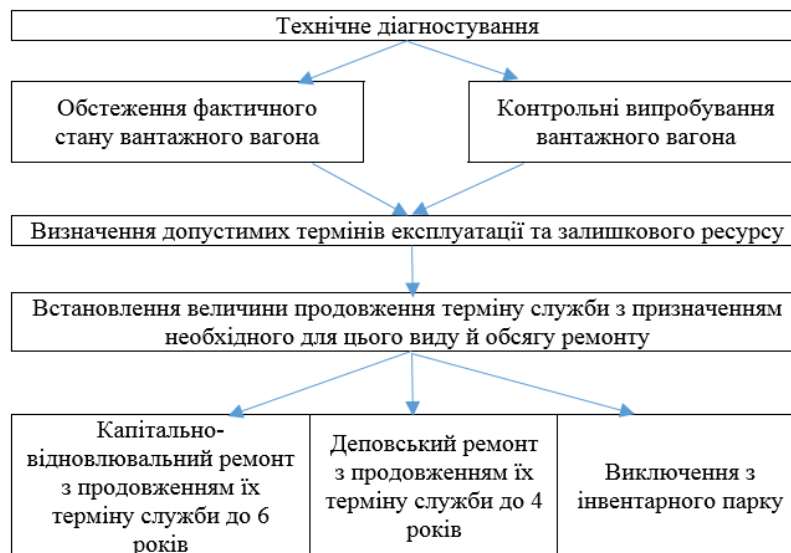 Технічне діагностування
Обстеження фактичного
стану вантажного вагона
Контрольні випробування
вантажного вагона
Визначення допустимих термінів експлуатації та залишкового ресурсу
Встановлення величини продовження терміну служби з призначенням
необхідного для цього виду й обсягу ремонту
Капітально-
відновлювальний ремонт
з продовженням їх
терміну служби до 6
років
Деповський ремонт
з продовженням їх
терміну служби до 4
років
Виключення з
інвентарного парку